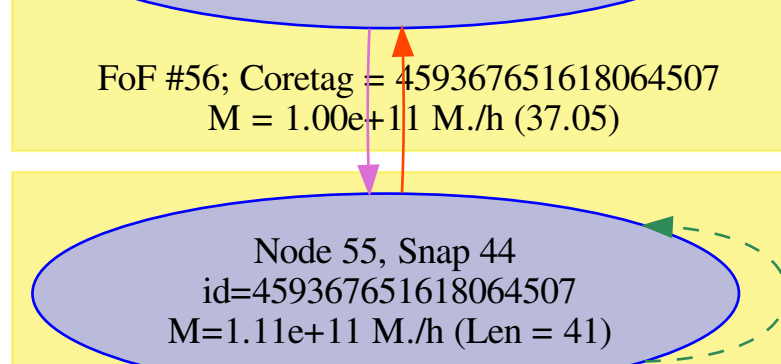 FoF #56; Coretag = 459367651618064507
M = 1.00e+11 M./h (37.05)
Node 55, Snap 44
id=459367651618064507
M=1.11e+11 M./h (Len = 41)